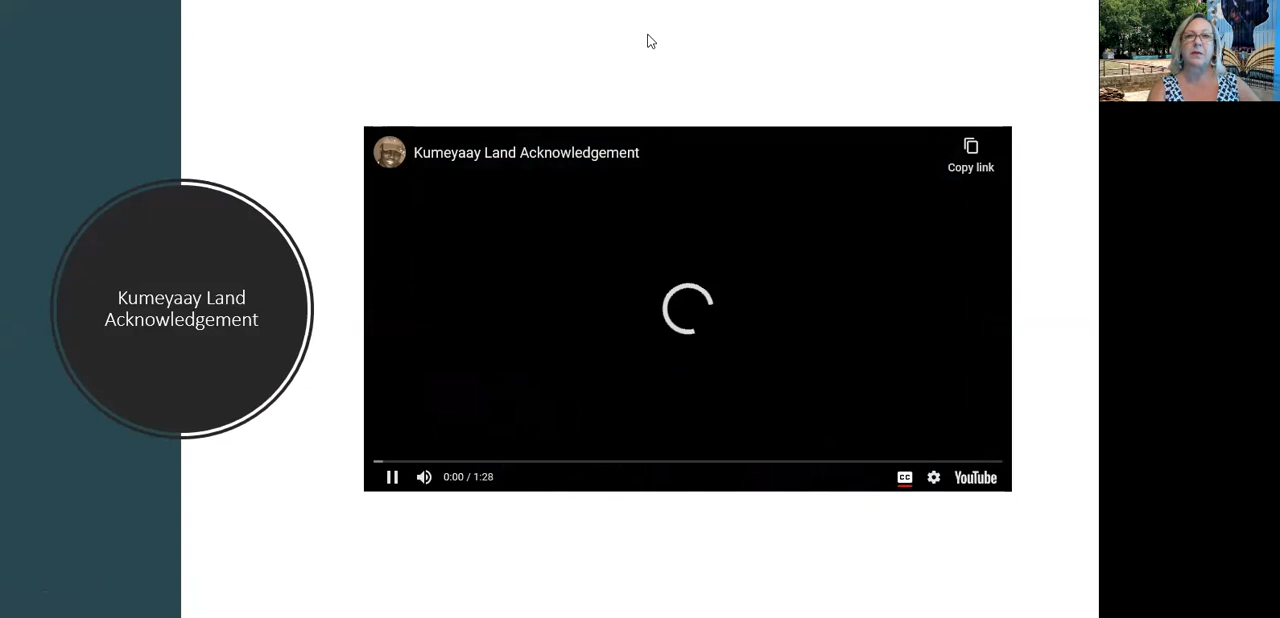 Kumeyaay Land
Acknowledgement
Kumeyaay Land Acknowledgement
Copy link
0:00 / 1:28
CC
YouTube